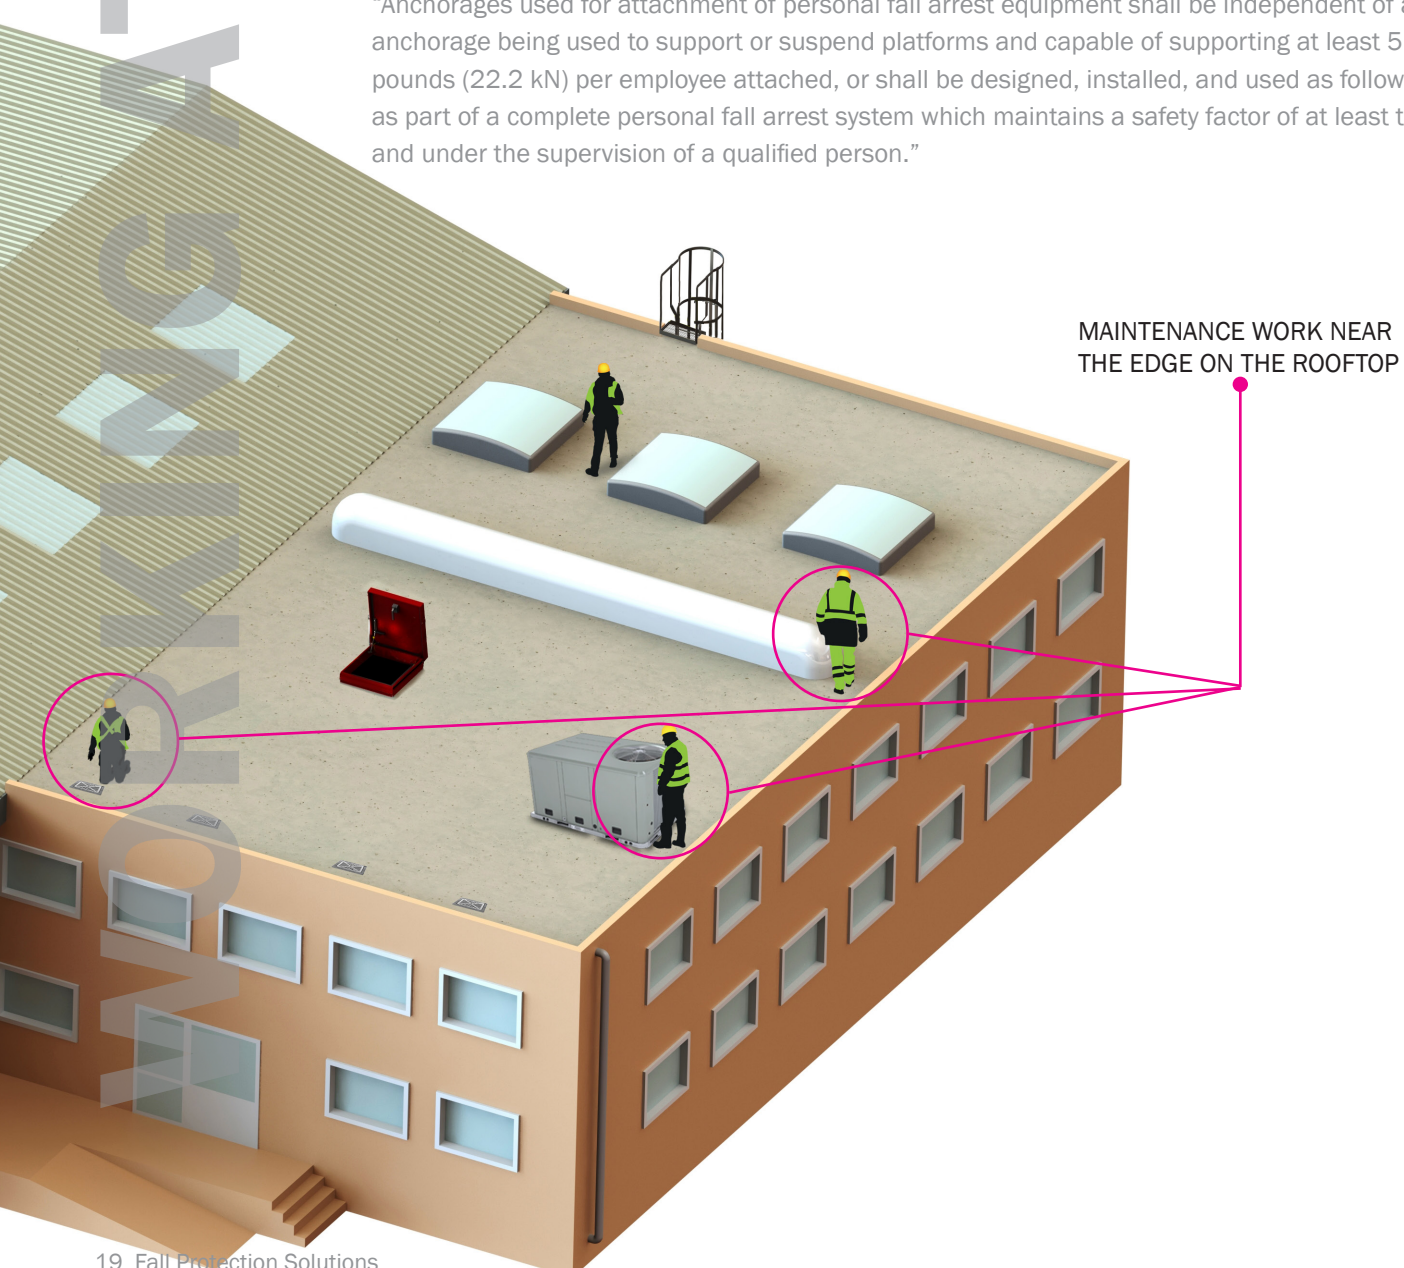 "Anchorages used for attachment of personal fall arrest equipment shall be independent of a
anchorage being used to support or suspend platforms and capable of supporting at least 5
pounds (22.2 kN) per employee attached, or shall be designed, installed, and used as follow
as part of a complete personal fall arrest system which maintains a safety factor of at least t
and under the supervision of a qualified person.”
MAINTENANCE WORK NEAR
THE EDGE ON THE ROOFTOP
WORKING A
19 Fall Protection Solutions